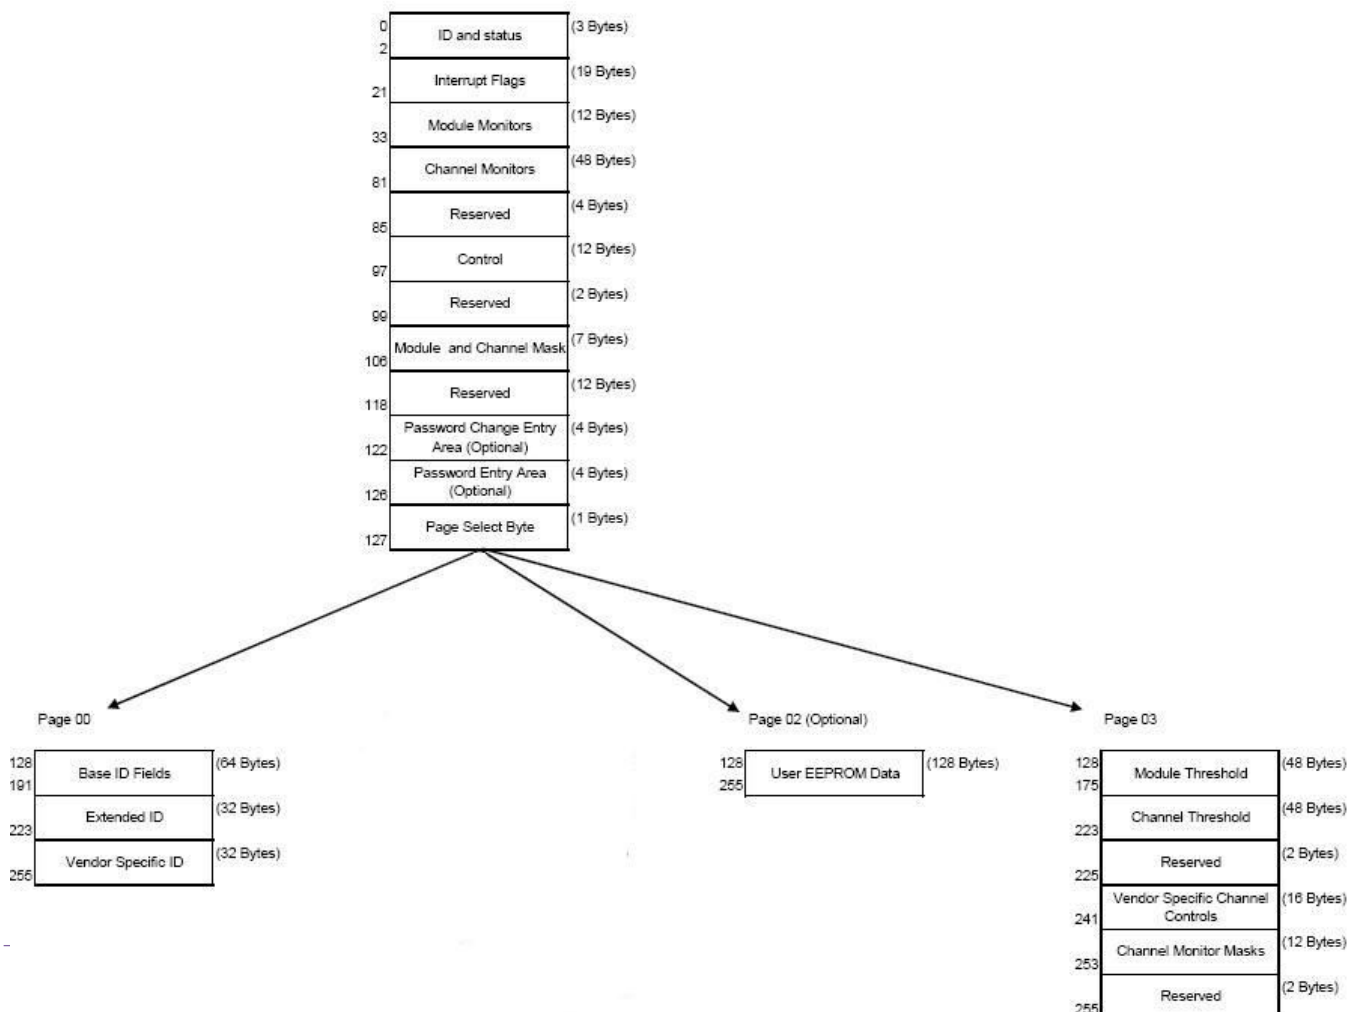 0 ID and status (3 Bytes)
2
Interrupt Flags (19 Bytes)
21
Module Monitors (12 Bytes)
33
Channel Monitors (48 Bytes)
81
Reserved (4 Bytes)
85
Control (12 Bytes)
97
Reserved (2 Bytes)
99
Module and Channel Mask (7 Bytes)
106
Reserved (12 Bytes)
118
Password Change Entry (4 Bytes)
Area (Optional)
122
Password Entry Area (4 Bytes)
(Optional)
126
Page Select Byte (1 Bytes)
127
Page 00
128 Base ID Fields (64 Bytes)
191
Extended ID (32 Bytes)
223
Vendor Specific ID (32 Bytes)
255
Page 02 (Optional)
128 User EEPROM Data (128 Bytes)
255
Page 03
128 Module Threshold (48 Bytes)
175
Channel Threshold (48 Bytes)
223
Reserved (2 Bytes)
225
Vendor Specific Channel (16 Bytes)
Controls
241
Channel Monitor Masks (12 Bytes)
253
Reserved (2 Bytes)
255